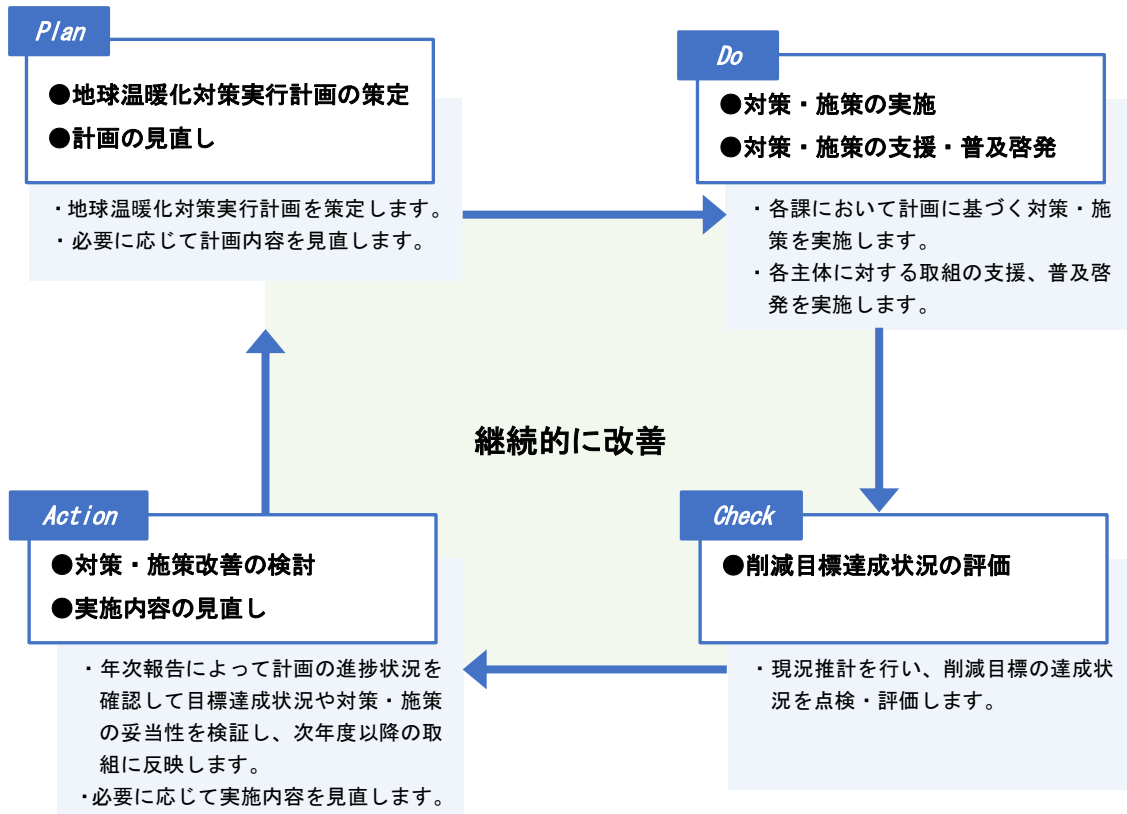 Plan
●地球温暖化対策実行計画の策定
●計画の見直し
・地球温暖化対策実行計画を策定します。
・必要に応じて計画内容を見直します。
Do
●対策・施策の実施
●対策・施策の支援・普及啓発
・各課において計画に基づく対策・施
策を実施します。
・各主体に対する取組の支援、普及啓
発を実施します。
継続的に改善
Action
●対策・施策改善の検討
●実施内容の見直し
・年次報告によって計画の進捗状況を
確認して目標達成状況や対策・施策
の妥当性を検証し、次年度以降の取
組に反映します。
・必要に応じて実施内容を見直します。
Check
●削減目標達成状況の評価
・現況推計を行い、削減目標の達成状
況を点検・評価します。